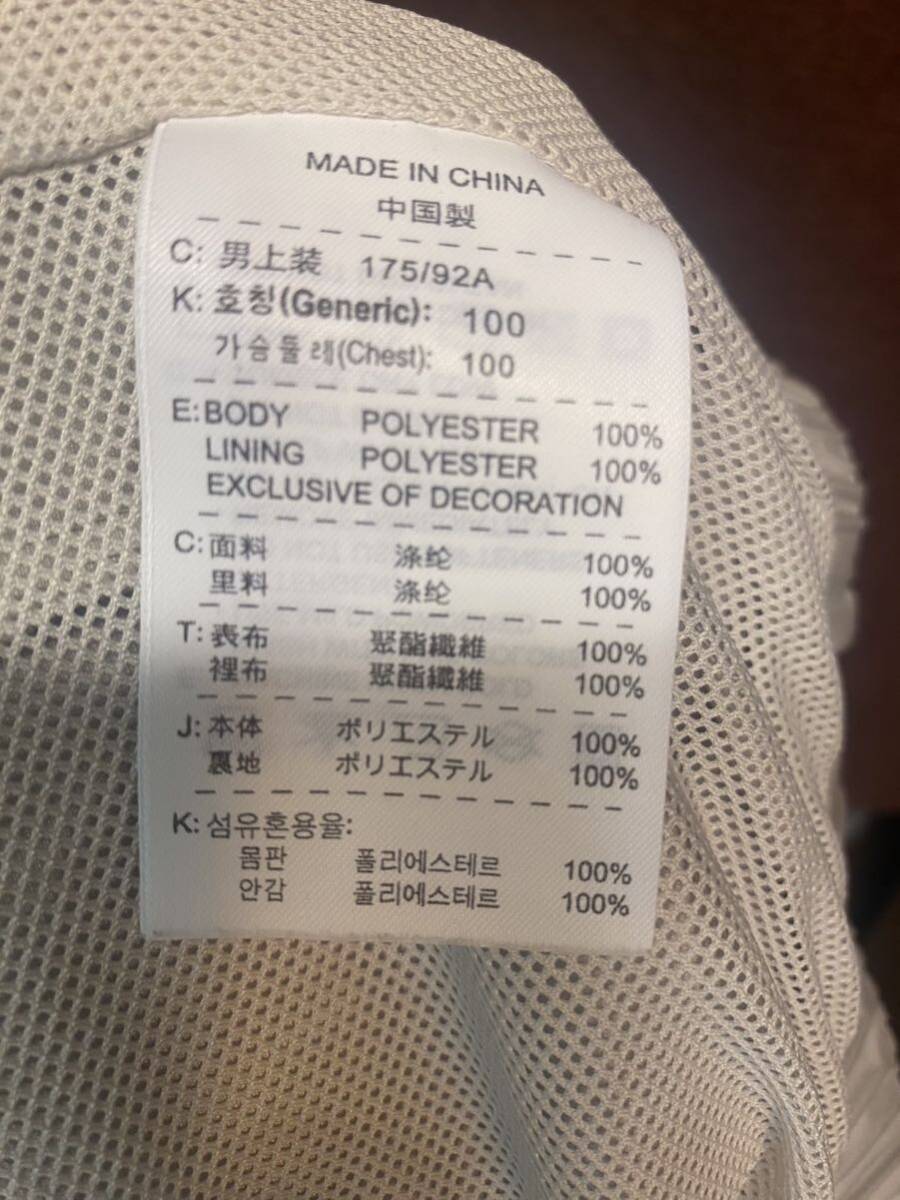 MADE IN CHINA
中国製
C: 男上装 175/92A
K: 호칭(Generic): 100
가슴둘레(Chest): 100
E: BODY POLYESTER 100%
LINING POLYESTER 100%
EXCLUSIVE OF DECORATION
C: 面料 涤纶 100%
里料 涤纶 100%
T: 表布 聚酯纖維 100%
裡布 聚酯纖維 100%
J: 本体 ポリエステル 100%
裏地 ポリエステル 100%
K: 섬유혼용율:
몸판 폴리에스테르 100%
안감 폴리에스테르 100%